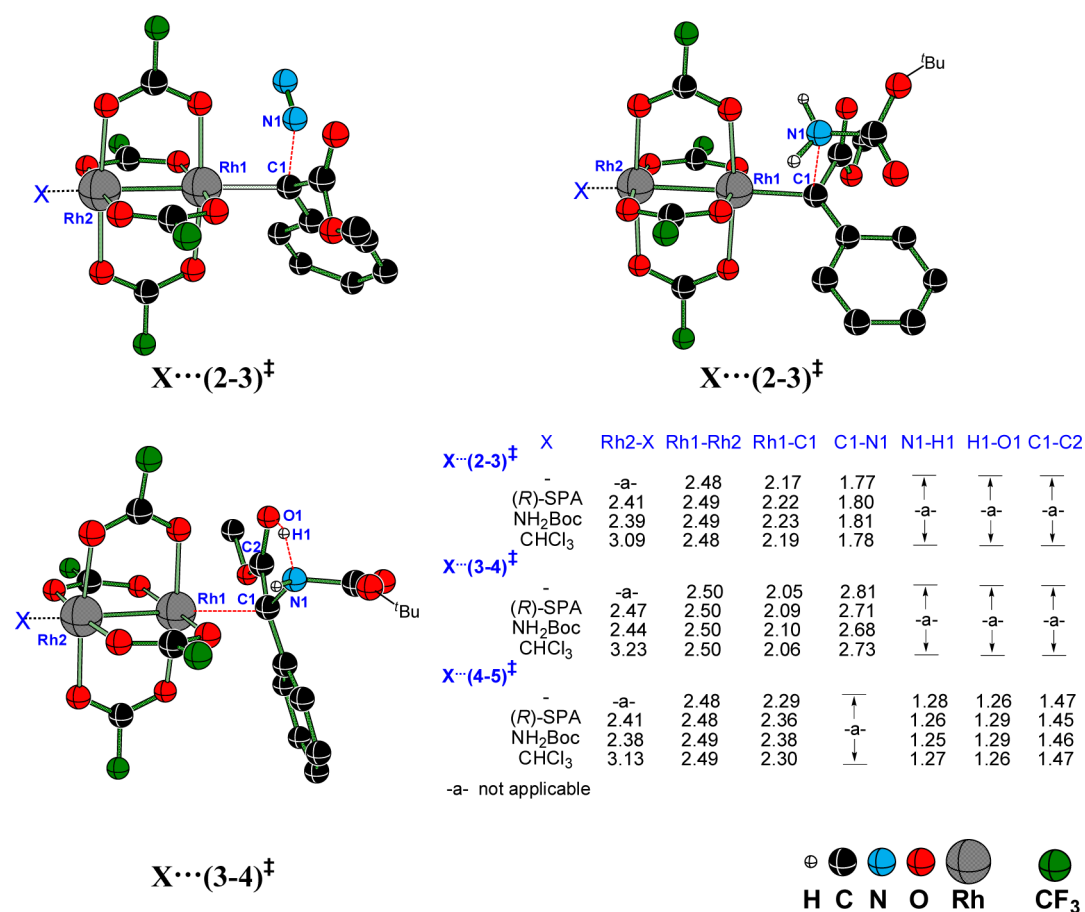 ᵗBu
N1
N1
Rh1
C1
Rh2
Rh1
C1
X
X
Rh2
X⋯(2-3)‡
X⋯(2-3)‡
X Rh2-X Rh1-Rh2 Rh1-C1 C1-N1 N1-H1 H1-O1 C1-C2
X⋯(2-3)‡
- -a- 2.48 2.17 1.77
(R)-SPA 2.41 2.49 2.22 1.80 -a- -a- -a-
NH₂Boc 2.39 2.49 2.23 1.81
CHCl₃ 3.09 2.48 2.19 1.78
X⋯(3-4)‡
- -a- 2.50 2.05 2.81
(R)-SPA 2.47 2.50 2.09 2.71 -a- -a- -a-
NH₂Boc 2.44 2.50 2.10 2.68
CHCl₃ 3.23 2.50 2.06 2.73
X⋯(4-5)‡
- -a- 2.48 2.29 1.28 1.26 1.47
(R)-SPA 2.41 2.48 2.36 -a- 1.26 1.29 1.45
NH₂Boc 2.38 2.49 2.38 1.25 1.29 1.46
CHCl₃ 3.13 2.49 2.30 1.27 1.26 1.47
-a- not applicable
O1
H1
C2
Rh1
C1
N1
ᵗBu
X
Rh2
X⋯(3-4)‡
H C N O Rh CF₃